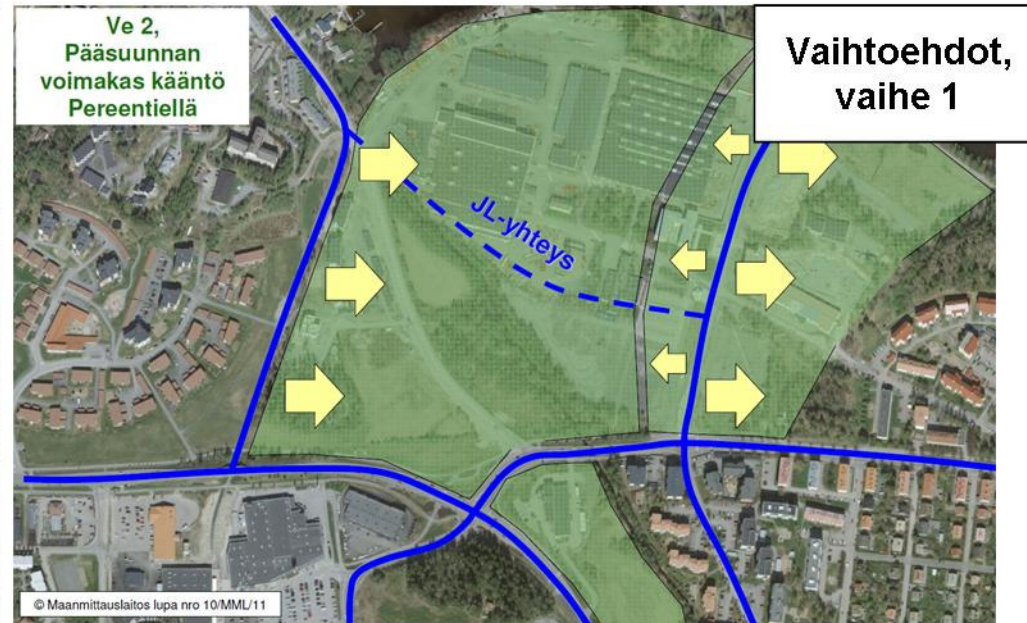 Ve 2,
Pääsuunnan
voimakas kääntö
Pereentiellä
Vaihtoehdot,
vaihe 1
JL-yhteys
© Maanmittauslaitos lupa nro 10/MML/11